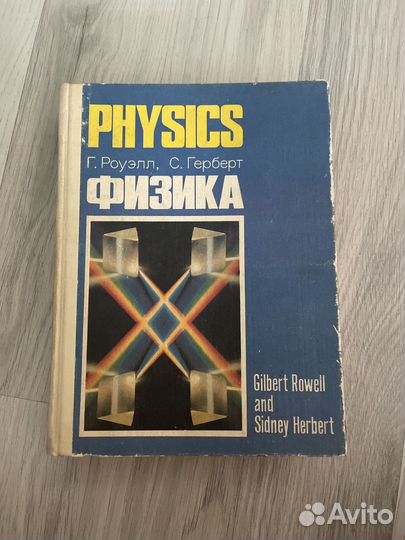 PHYSICS
Г. Роуэлл, С. Герберт
ФИЗИКА
Gilbert Rowell
and
Sidney Herbert
Avito